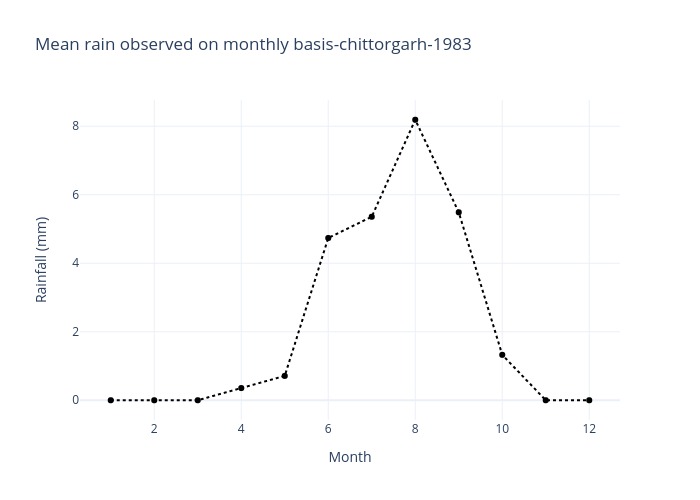 Mean rain observed on monthly basis-chittorgarh-1983
8
6
4
2
0
Rainfall (mm)
2 4 6 8 10 12
Month